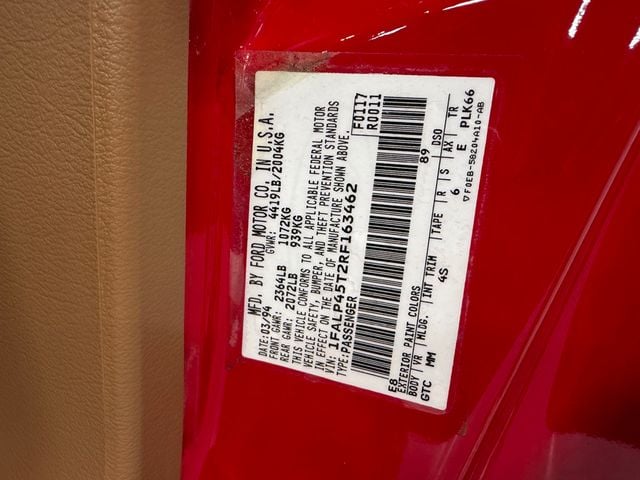 MFD. BY FORD MOTOR CO. IN U.S.A.
DATE: 03/94 GVWR: 4419LB/2004KG
FRONT GAWR: 2364LB 1072KG
REAR GAWR: 2072LB 939KG
THIS VEHICLE CONFORMS TO ALL APPLICABLE FEDERAL MOTOR
VEHICLE SAFETY, BUMPER, AND THEFT PREVENTION STANDARDS
IN EFFECT ON THE DATE OF MANUFACTURE SHOWN ABOVE.
VIN: 1FALP45T2RF163462
TYPE: PASSENGER
F0117
R0011
E8 89
EXTERIOR PAINT COLORS DSO
BODY VR MLDG. INT TRIM TAPE R S AX TR
GTC MM 4S 6 E PLK66
▽F0EB-58204A10-AB